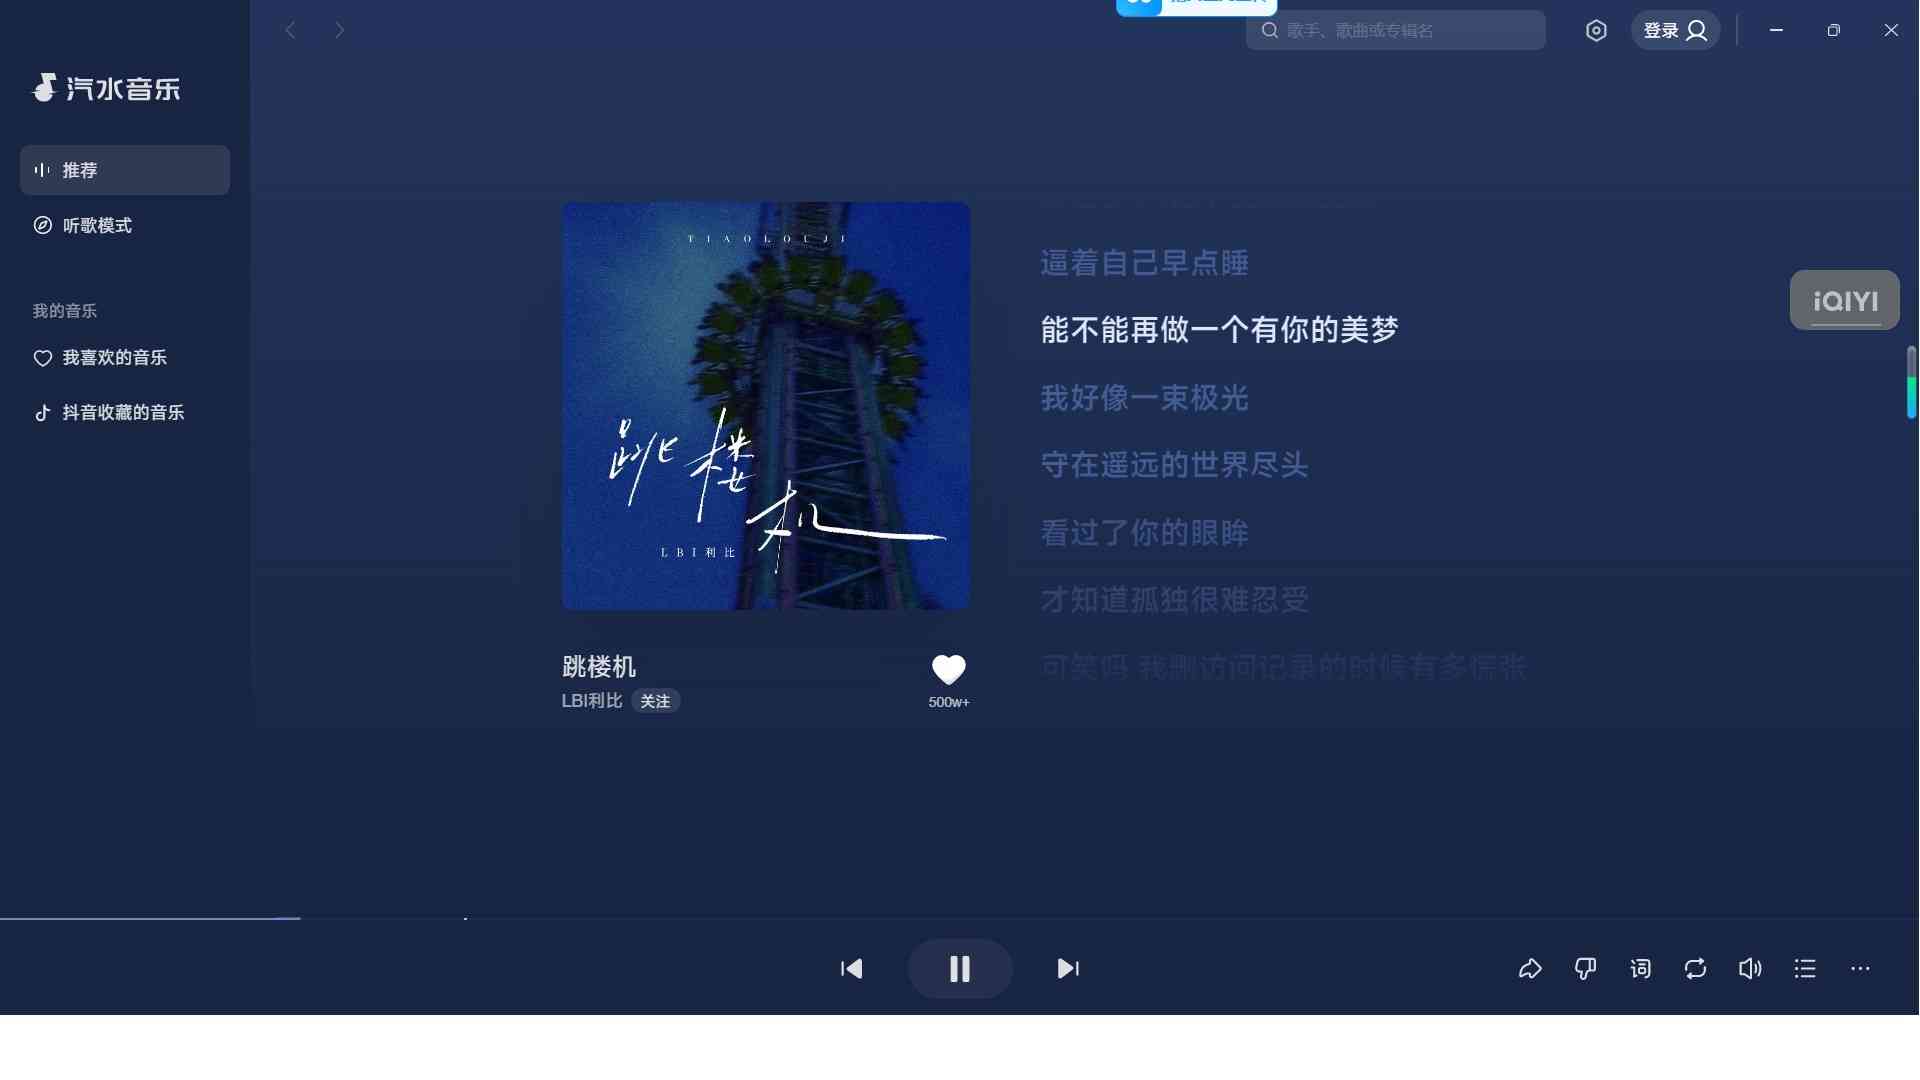 歌手、歌曲或专辑名
登录
汽水音乐
推荐
听歌模式
我的音乐
我喜欢的音乐
抖音收藏的音乐
TIAOLOUJI
跳楼机
LBI利比
跳楼机
LBI利比 关注
500w+
逼着自己早点睡
能不能再做一个有你的美梦
我好像一束极光
守在遥远的世界尽头
看过了你的眼眸
才知道孤独很难忍受
可笑吗 我删访问记录的时候有多慌张
iQIYI
词